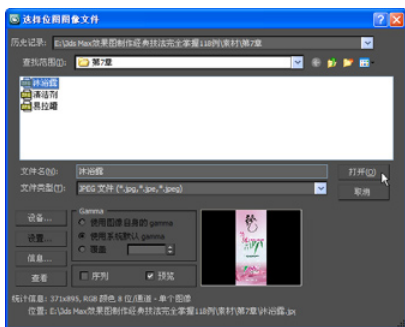 选择位图图像文件
历史记录: E:\3ds Max效果图制作经典技法完全掌握118例\素材\第7章
查找范围(I): 第7章
沐浴露
清洁剂
易拉罐
文件名(N): 沐浴露 打开(O)
文件类型(T): JPEG 文件 (*.jpg,*.jpe,*.jpeg) 取消
设备...
设置...
信息...
查看
Gamma
使用图像自身的 gamma
使用系统默认 gamma
覆盖
序列 预览
统计信息: 371x895, RGB 颜色 8 位/通道 - 单个图像
位置: E:\3ds Max效果图制作经典技法完全掌握118例\素材\第7章\沐浴露.jp